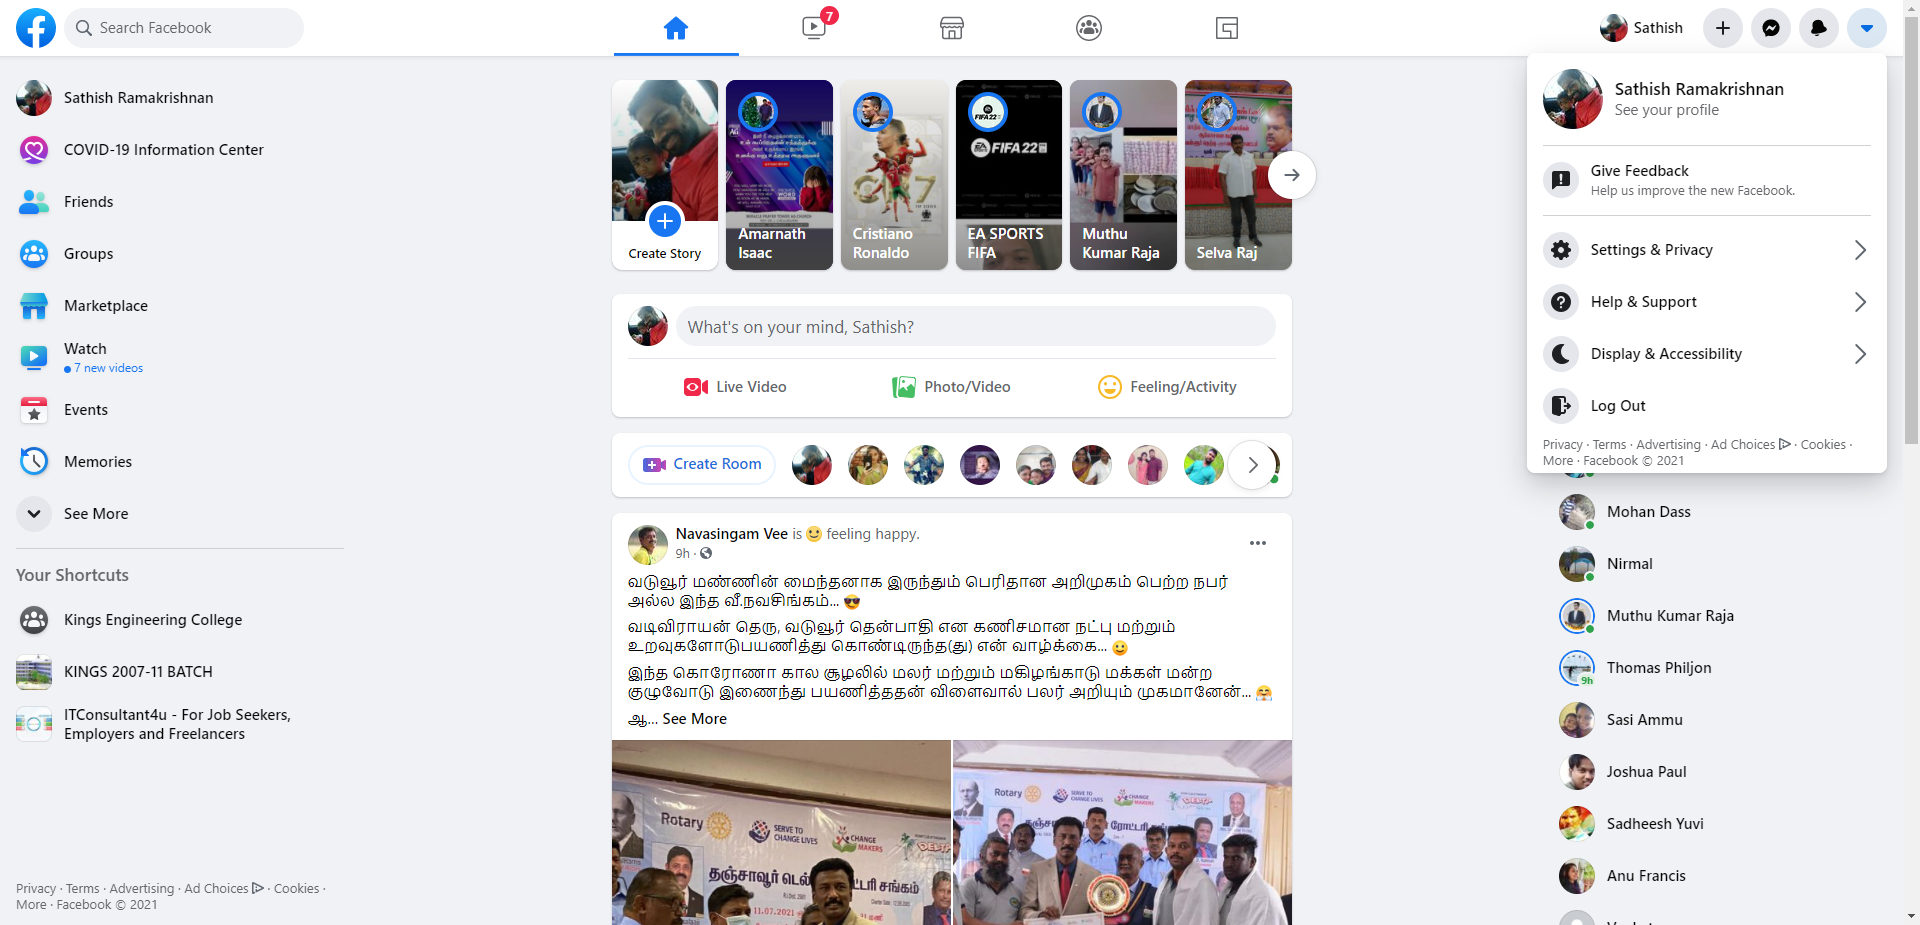 Search Facebook
7
Sathish
Sathish Ramakrishnan
COVID-19 Information Center
Friends
Groups
Marketplace
Watch
7 new videos
Events
Memories
See More
Your Shortcuts
Kings Engineering College
KINGS 2007-11 BATCH
ITConsultant4u - For Job Seekers,
Employers and Freelancers
Privacy · Terms · Advertising · Ad Choices · Cookies ·
More · Facebook © 2021
Create Story
Amarnath
Isaac
Cristiano
Ronaldo
FIFA 22
EA SPORTS
FIFA
Muthu
Kumar Raja
Selva Raj
What's on your mind, Sathish?
Live Video
Photo/Video
Feeling/Activity
Create Room
Navasingam Vee is 🙂 feeling happy.
9h ·
வடுவூர் மண்ணின் மைந்தனாக இருந்தும் பெரிதான அறிமுகம் பெற்ற நபர்
அல்ல இந்த வீ.நவசிங்கம்... 😎
வடிவிராயன் தெரு, வடுவூர் தென்பாதி என கணிசமான நட்பு மற்றும்
உறவுகளோடுபயணித்து கொண்டிருந்த(து) என் வாழ்க்கை... 🙂
இந்த கொரோணா கால சூழலில் மலர் மற்றும் மகிழங்காடு மக்கள் மன்ற
குழுவோடு இணைந்து பயணித்ததன் விளைவால் பலர் அறியும் முகமானேன்... 🤗
ஆ... See More
Rotary
SERVE TO
CHANGE LIVES
CHANGE
MAKERS
தஞ்சாவூர் டெல்
ட்டரி சங்கம்
11.07.2021
Rotary
SERVE TO
CHANGE LIVES
CHANGE
MAKERS
Sathish Ramakrishnan
See your profile
Give Feedback
Help us improve the new Facebook.
Settings & Privacy
Help & Support
Display & Accessibility
Log Out
Privacy · Terms · Advertising · Ad Choices · Cookies ·
More · Facebook © 2021
Mohan Dass
Nirmal
Muthu Kumar Raja
Thomas Philjon
9h
Sasi Ammu
Joshua Paul
Sadheesh Yuvi
Anu Francis